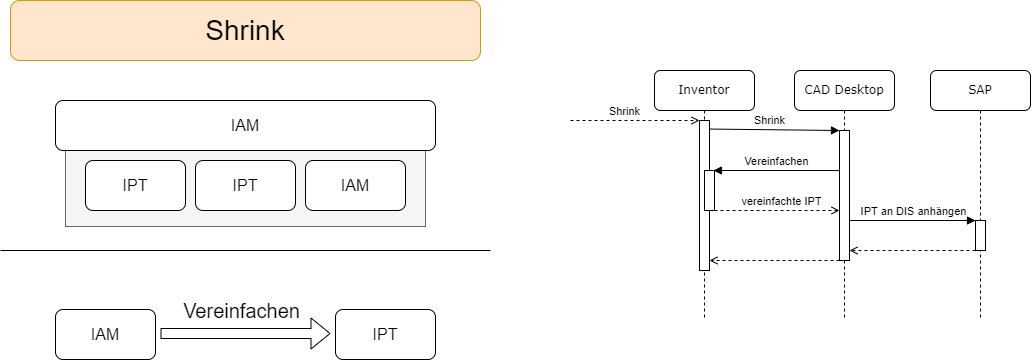 Shrink
IAM
IPT IPT IAM
Vereinfachen
IAM IPT
Inventor CAD Desktop SAP
Shrink
Shrink
Vereinfachen
vereinfachte IPT
IPT an DIS anhängen